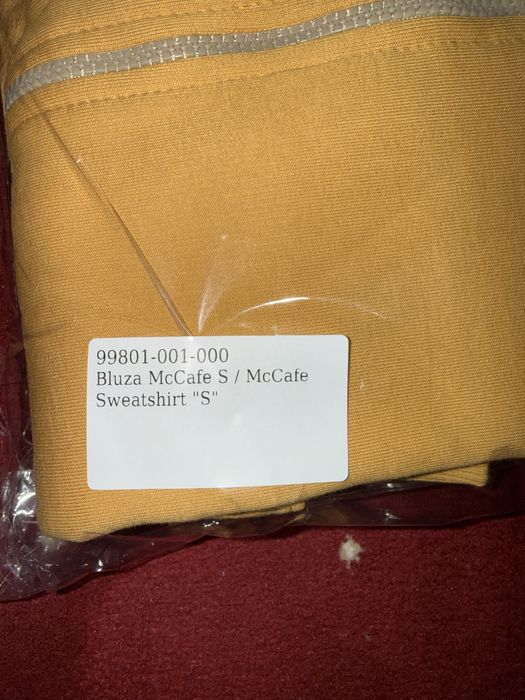 99801-001-000
Bluza McCafe S / McCafe
Sweatshirt "S"